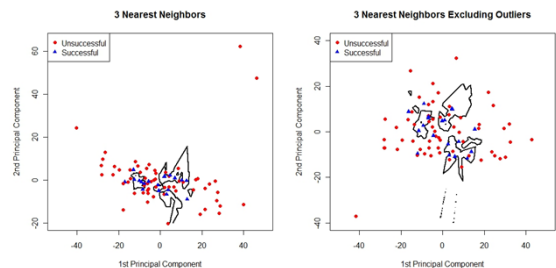 3 Nearest Neighbors
Unsuccessful
Successful
2nd Principal Component
60
40
20
0
-20
-40
-20
0
20
40
1st Principal Component
3 Nearest Neighbors Excluding Outliers
Unsuccessful
Successful
2nd Principal Component
40
20
0
-20
-40
-40
-20
0
20
40
1st Principal Component